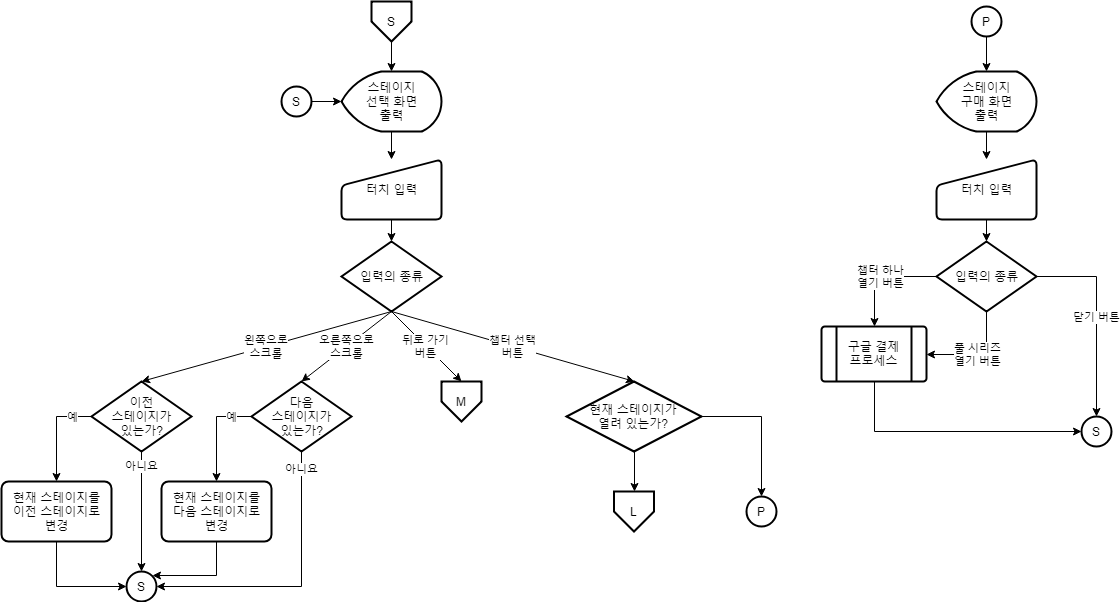 S
S
스테이지
선택 화면
출력
터치 입력
입력의 종류
왼쪽으로
스크롤
오른쪽으로
스크롤
뒤로 가기
버튼
챕터 선택
버튼
이전
스테이지가
있는가?
예
아니요
현재 스테이지를
이전 스테이지로
변경
다음
스테이지가
있는가?
예
아니요
현재 스테이지를
다음 스테이지로
변경
S
M
현재 스테이지가
열려 있는가?
L
P
P
스테이지
구매 화면
출력
터치 입력
입력의 종류
챕터 하나
열기 버튼
풀 시리즈
열기 버튼
닫기 버튼
구글 결제
프로세스
S